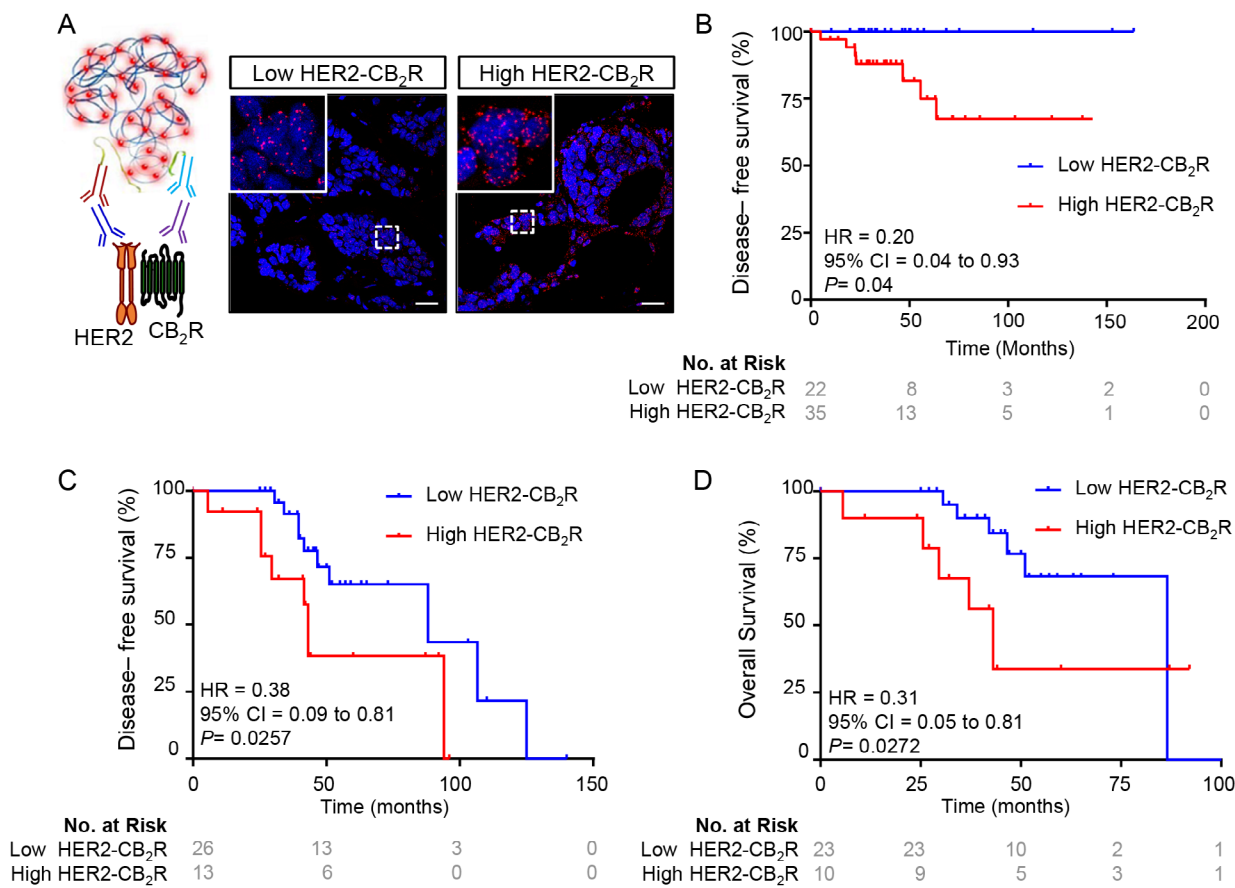 A
Low HER2-CB₂R
High HER2-CB₂R
HER2
CB₂R
B
Disease– free survival (%)
100
75
50
25
0
Low HER2-CB₂R
High HER2-CB₂R
HR = 0.20
95% CI = 0.04 to 0.93
P= 0.04
0 50 100 150 200
Time (Months)
No. at Risk
Low HER2-CB₂R 22 8 3 2 0
High HER2-CB₂R 35 13 5 1 0
C
Disease– free survival (%)
100
75
50
25
0
Low HER2-CB₂R
High HER2-CB₂R
HR = 0.38
95% CI = 0.09 to 0.81
P= 0.0257
0 50 100 150
Time (months)
No. at Risk
Low HER2-CB₂R 26 13 3 0
High HER2-CB₂R 13 6 0 0
D
Overall Survival (%)
100
75
50
25
0
Low HER2-CB₂R
High HER2-CB₂R
HR = 0.31
95% CI = 0.05 to 0.81
P= 0.0272
0 25 50 75 100
Time (months)
No. at Risk
Low HER2-CB₂R 23 23 10 2 1
High HER2-CB₂R 10 9 5 3 1